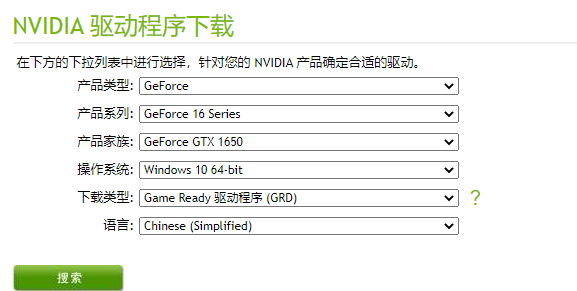 NVIDIA 驱动程序下载
在下方的下拉列表中进行选择，针对您的 NVIDIA 产品确定合适的驱动。
产品类型: GeForce
产品系列: GeForce 16 Series
产品家族: GeForce GTX 1650
操作系统: Windows 10 64-bit
下载类型: Game Ready 驱动程序 (GRD) ?
语言: Chinese (Simplified)
搜索